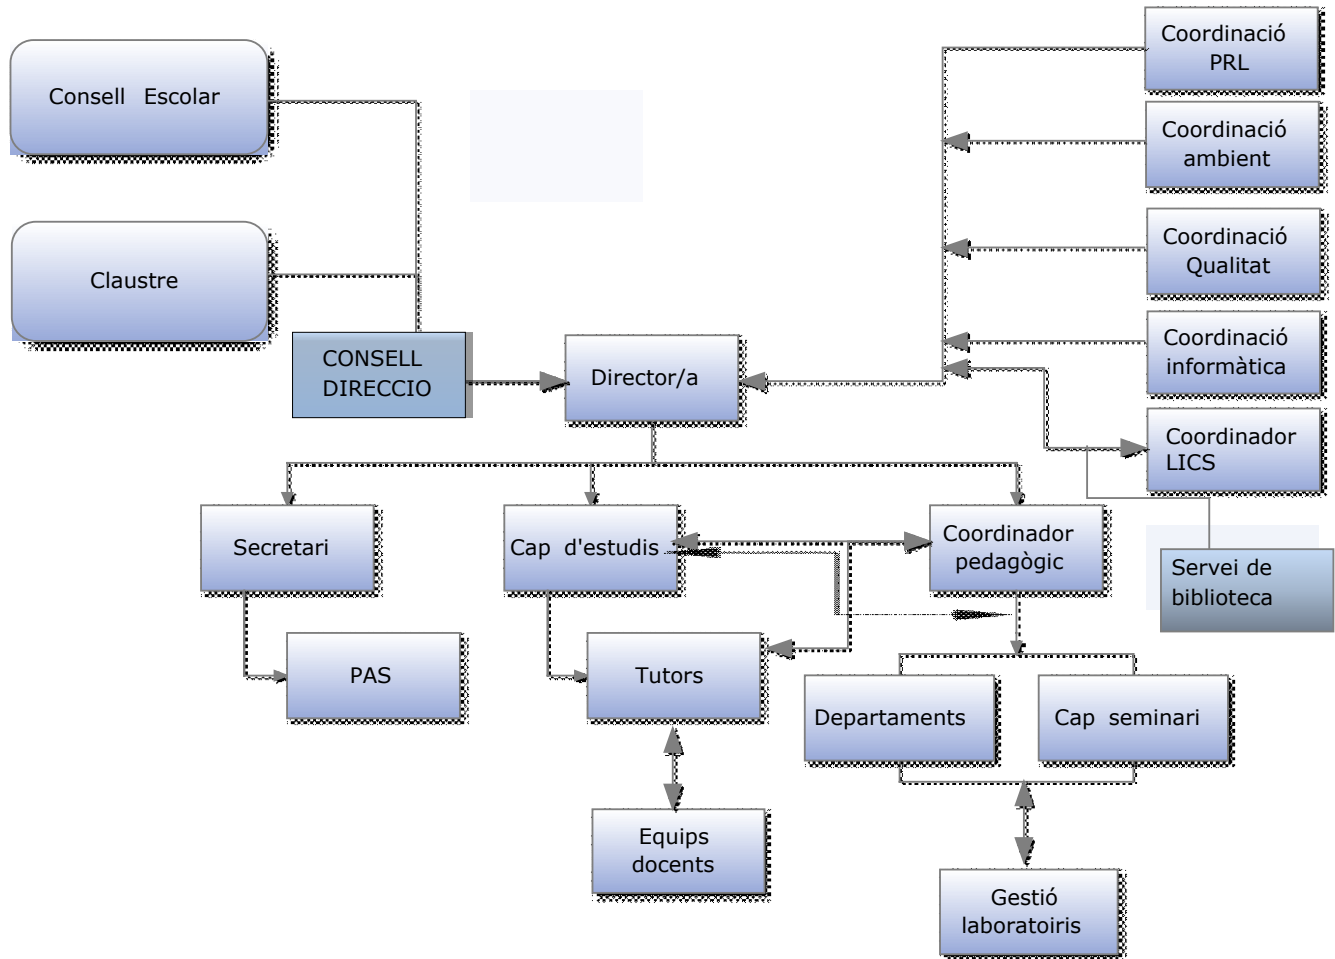 Consell Escolar
Claustre
CONSELL
DIRECCIO
Director/a
Coordinació
PRL
Coordinació
ambient
Coordinació
Qualitat
Coordinació
informàtica
Coordinador
LICS
Servei de
biblioteca
Secretari
Cap d'estudis
Coordinador
pedagògic
PAS
Tutors
Departaments
Cap seminari
Equips
docents
Gestió
laboratoiris